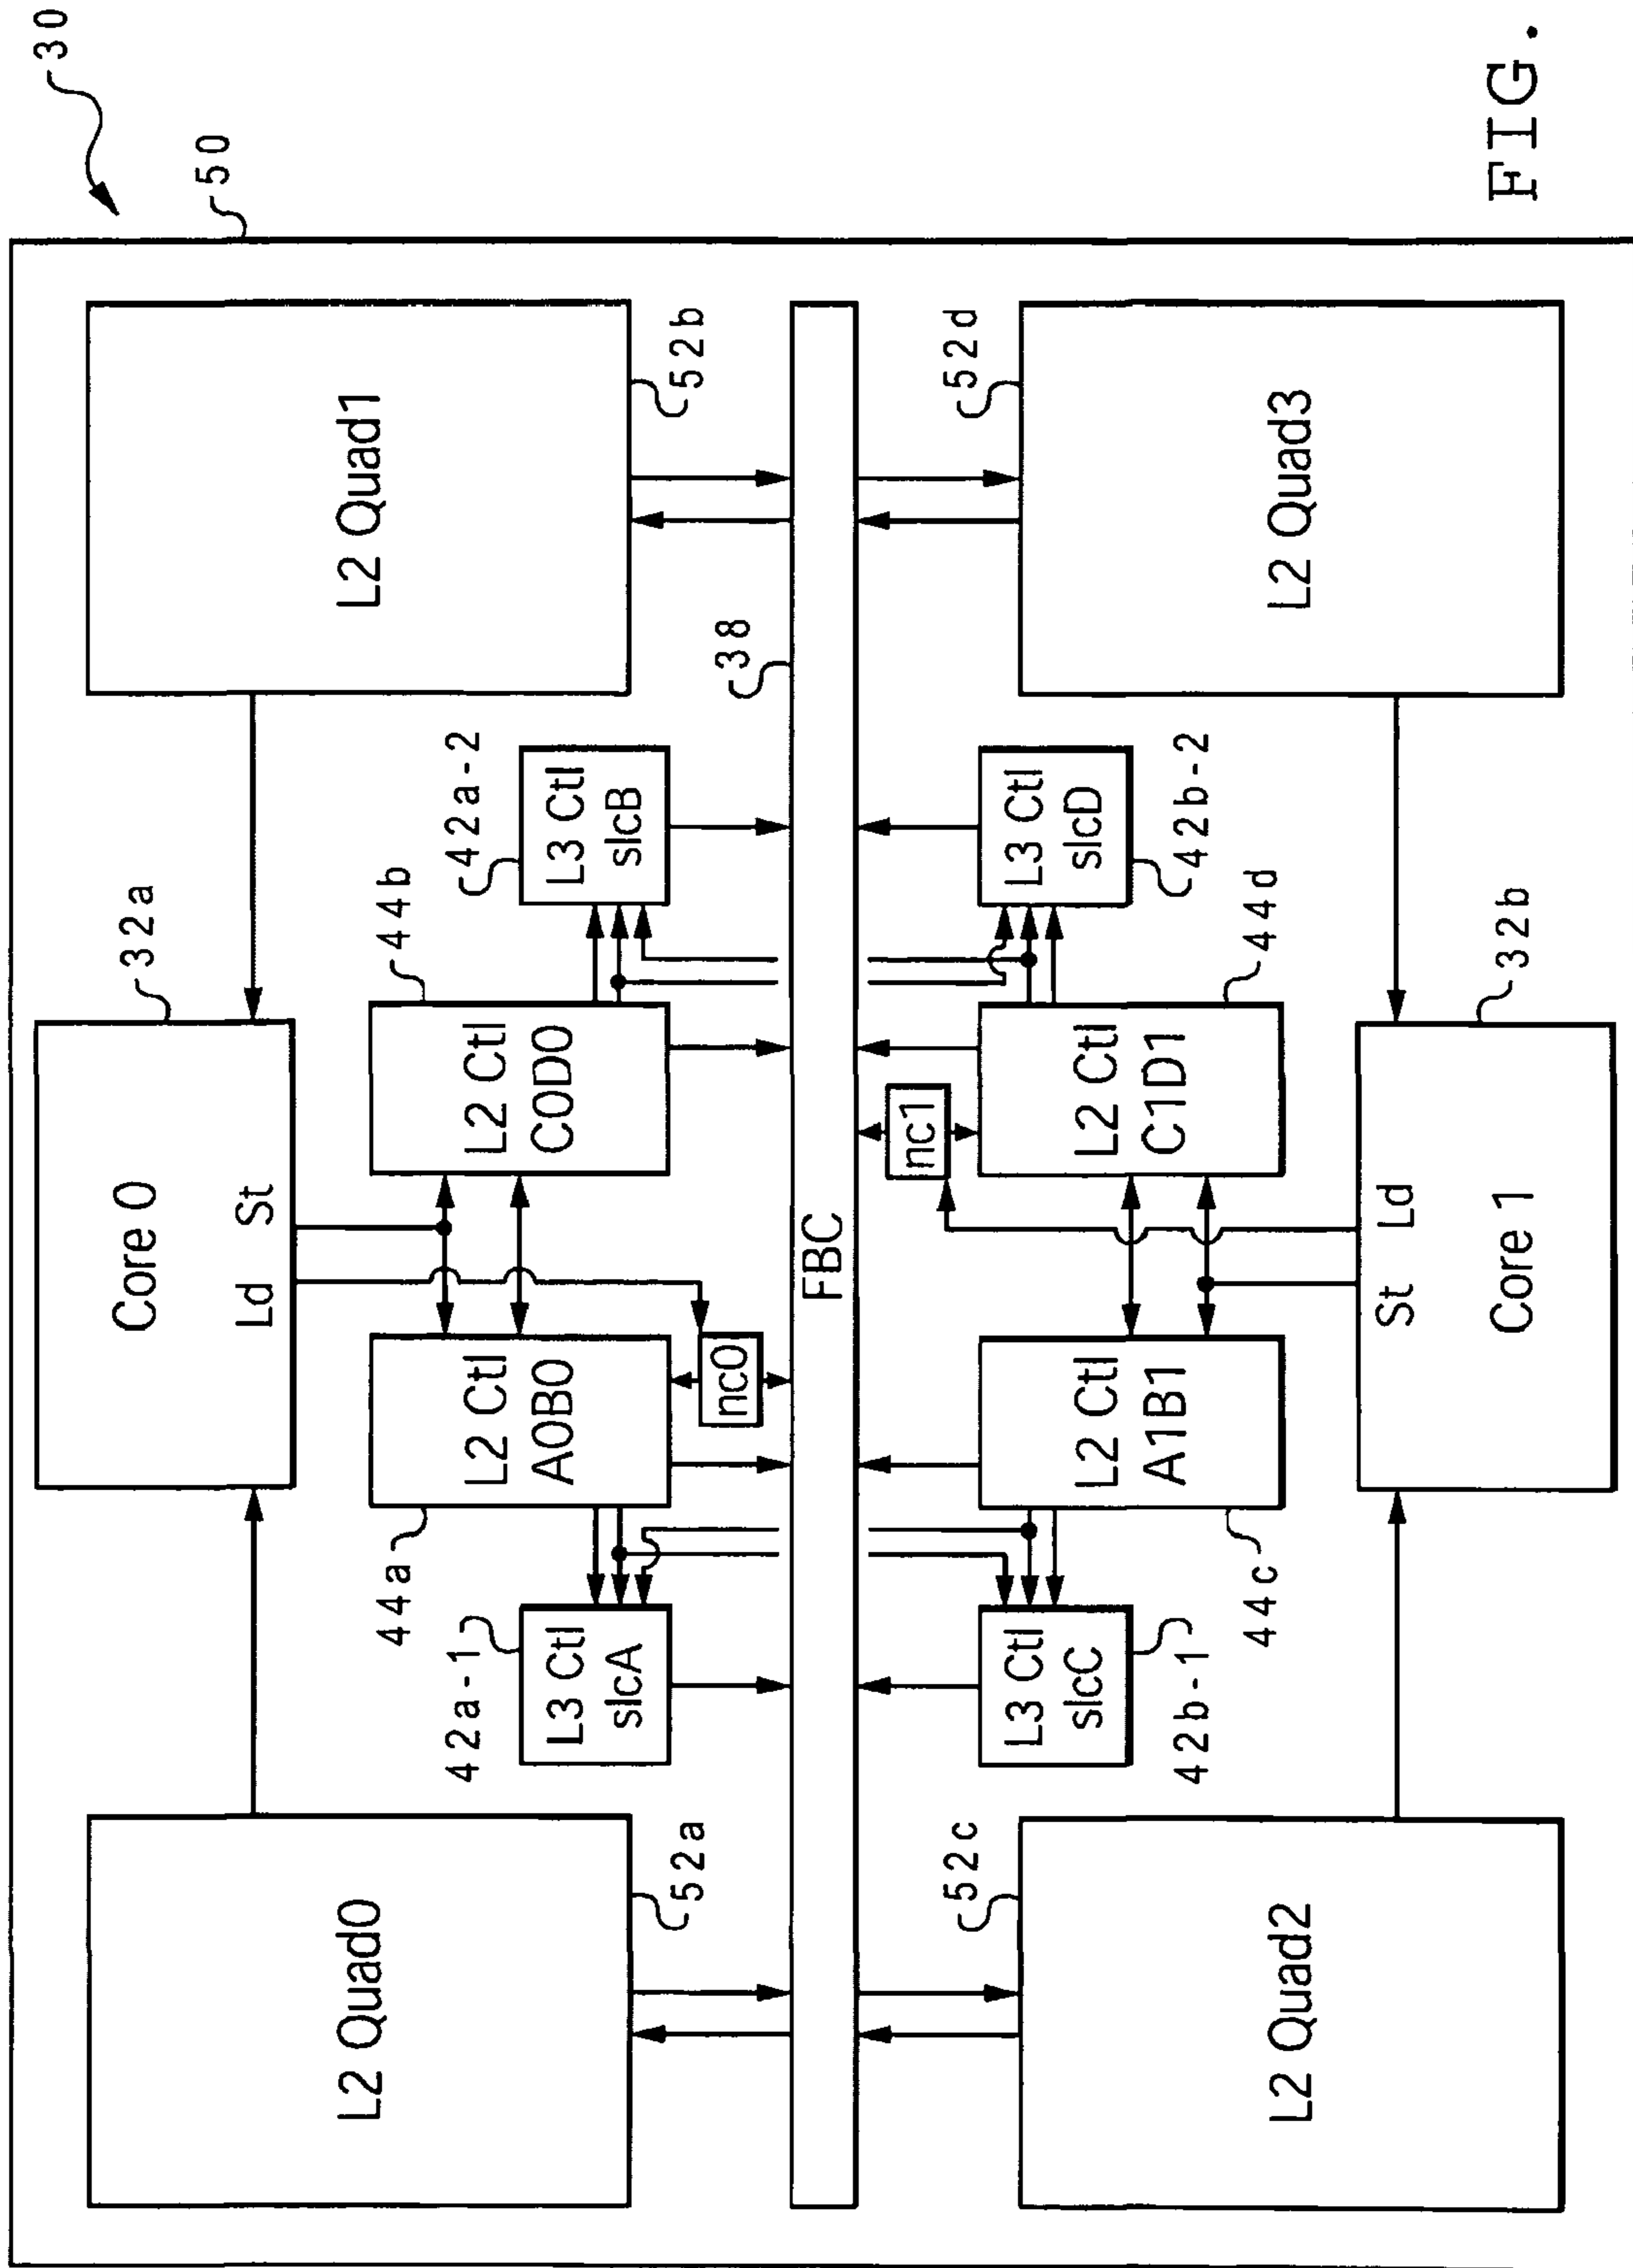 30
50
Core 0
Ld
St
32a
L2 Quad0
52a
L2 Quad1
52b
L2 Ctl
A0B0
44a
L2 Ctl
C0D0
44b
L3 Ctl
slcA
42a-1
L3 Ctl
slcB
42a-2
nc0
FBC
38
nc1
L3 Ctl
slcC
42b-1
L3 Ctl
slcD
42b-2
L2 Ctl
A1B1
44c
L2 Ctl
C1D1
44d
L2 Quad2
52c
L2 Quad3
52d
St
Ld
Core 1
32b
FIG.